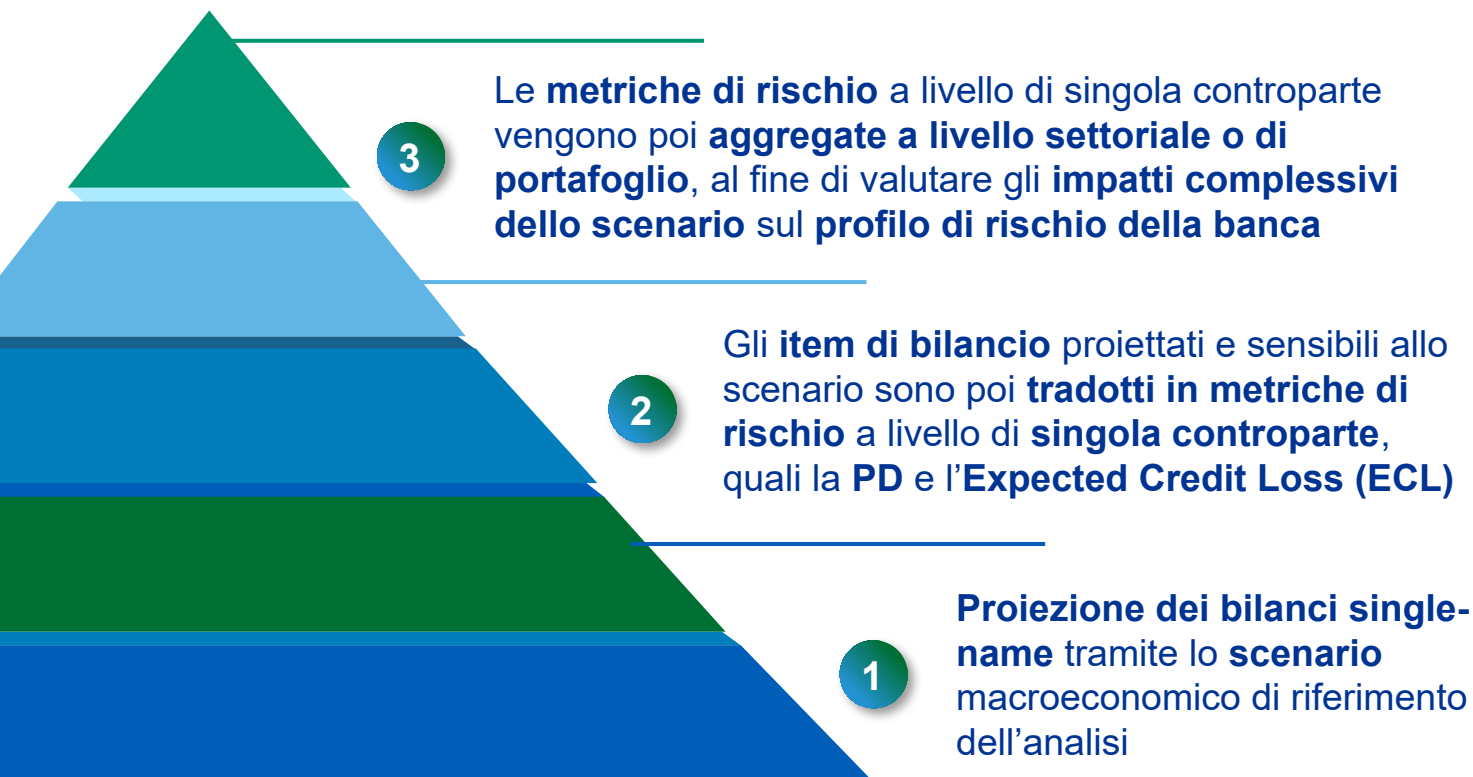 3
Le metriche di rischio a livello di singola controparte
vengono poi aggregate a livello settoriale o di
portafoglio, al fine di valutare gli impatti complessivi
dello scenario sul profilo di rischio della banca
2
Gli item di bilancio proiettati e sensibili allo
scenario sono poi tradotti in metriche di
rischio a livello di singola controparte,
quali la PD e l’Expected Credit Loss (ECL)
1
Proiezione dei bilanci single-
name tramite lo scenario
macroeconomico di riferimento
dell’analisi